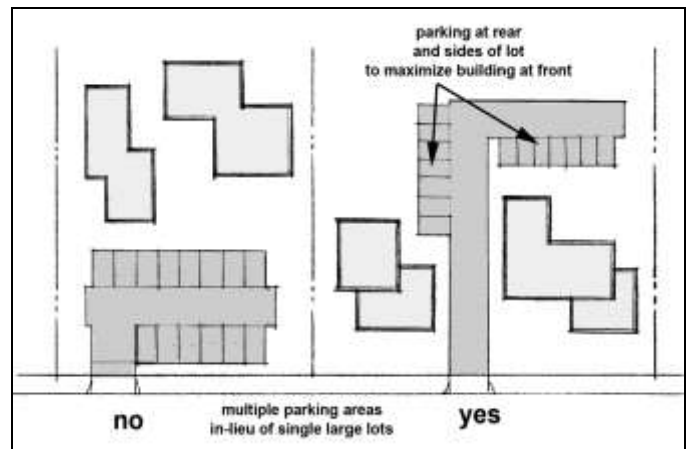 parking at rear
and sides of lot
to maximize building at front
no
multiple parking areas
in-lieu of single large lots
yes